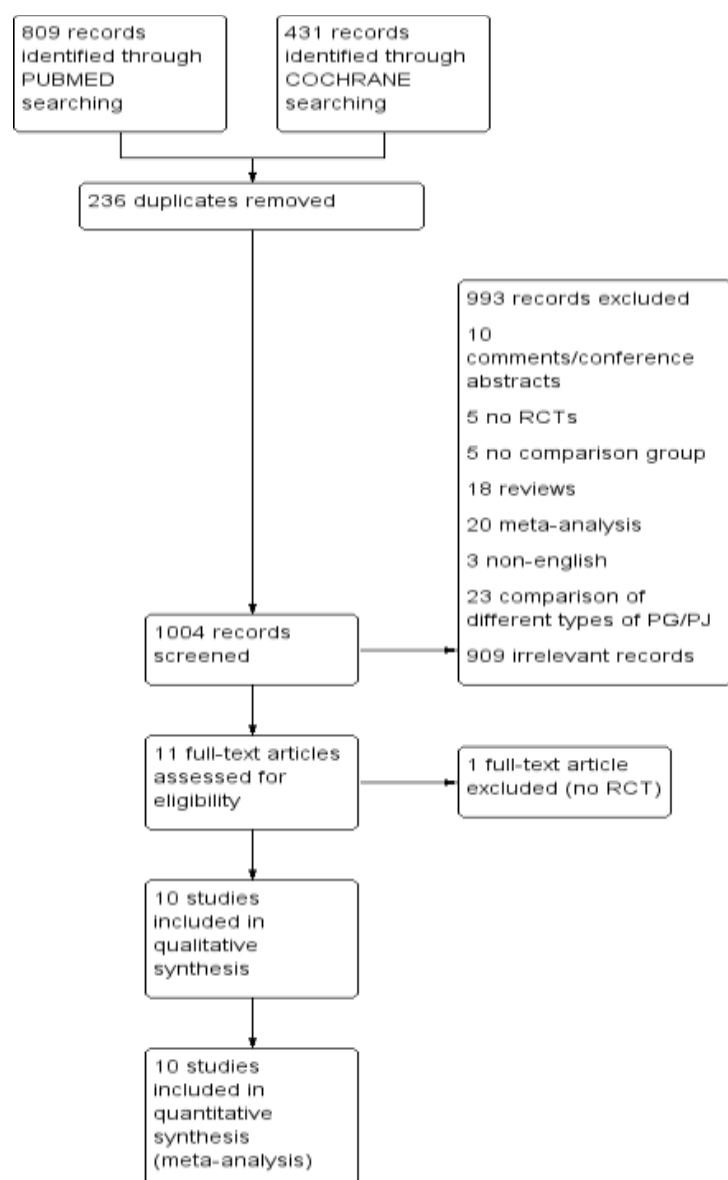 809 records
identified through
PUBMED
searching
431 records
identified through
COCHRANE
searching
236 duplicates removed
993 records excluded
10
comments/conference
abstracts
5 no RCTs
5 no comparison group
18 reviews
20 meta-analysis
3 non-english
23 comparison of
different types of PG/PJ
909 irrelevant records
1004 records
screened
11 full-text articles
assessed for
eligibility
1 full-text article
excluded (no RCT)
10 studies
included in
qualitative
synthesis
10 studies
included in
quantitative
synthesis
(meta-analysis)